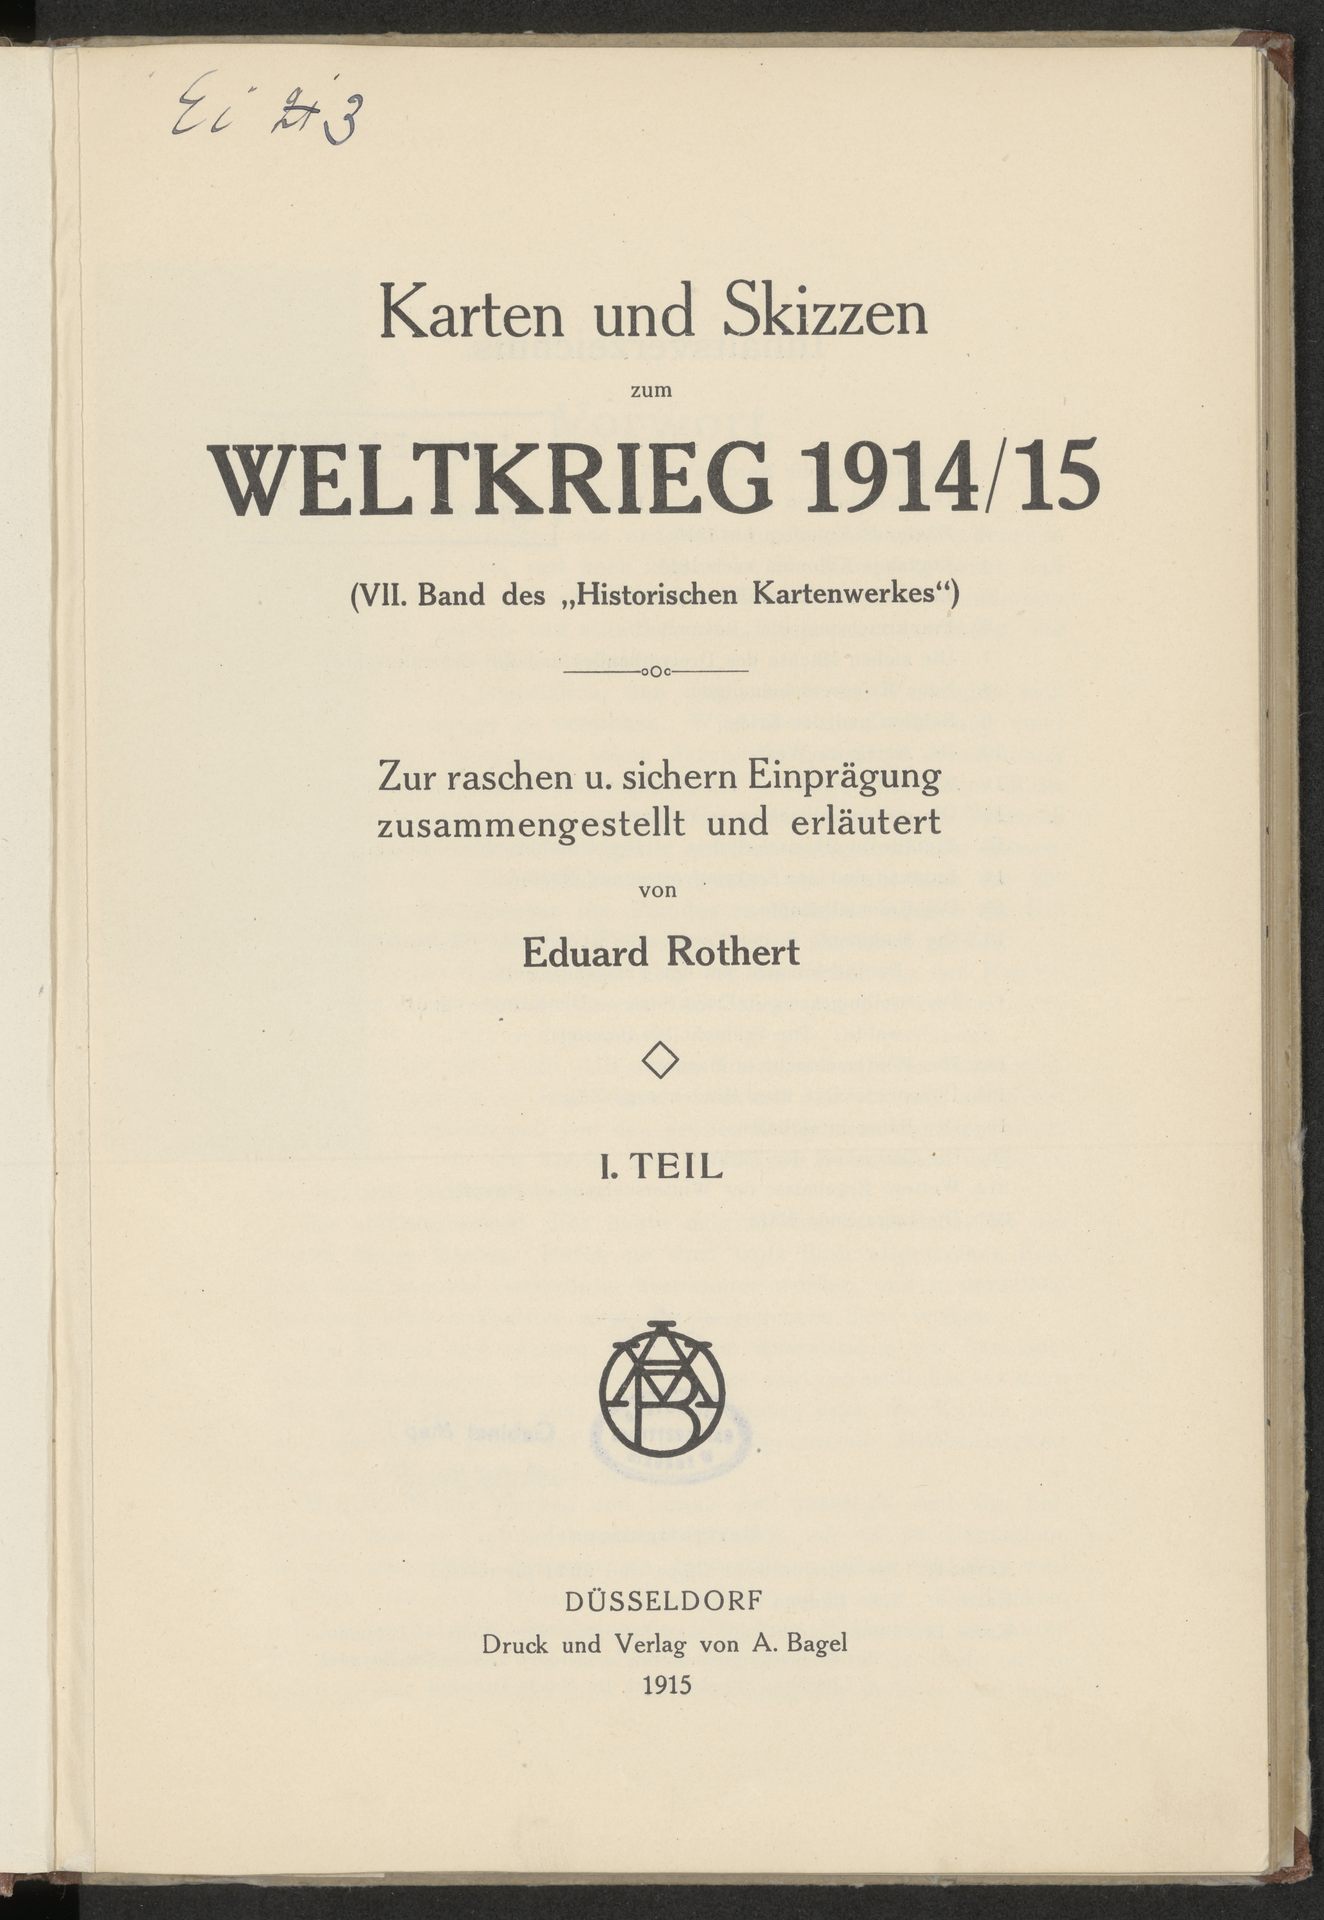 Ei 3
Karten und Skizzen
zum
WELTKRIEG 1914/15
(VII. Band des „Historischen Kartenwerkes“)
Zur raschen u. sichern Einprägung
zusammengestellt und erläutert
von
Eduard Rothert
I. TEIL
DÜSSELDORF
Druck und Verlag von A. Bagel
1915